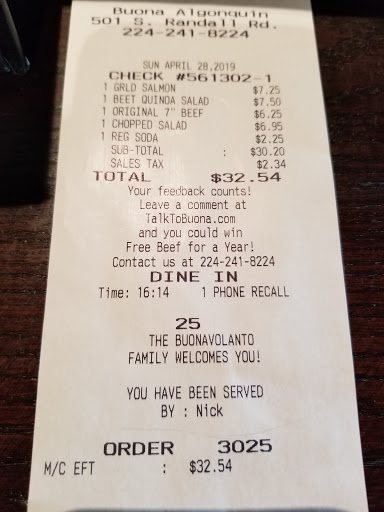 Buona Algonquin
501 S. Randall Rd.
224-241-8224
SUN APRIL 28,2019
CHECK #561302-1
1 GRLD SALMON $7.25
1 BEET QUINOA SALAD $7.50
1 ORIGINAL 7" BEEF $6.25
1 CHOPPED SALAD $6.95
1 REG SODA $2.25
SUB-TOTAL : $30.20
SALES TAX $2.34
TOTAL $32.54
Your feedback counts!
Leave a comment at
TalkToBuona.com
and you could win
Free Beef for a Year!
Contact us at 224-241-8224
DINE IN
Time: 16:14 1 PHONE RECALL
25
THE BUONAVOLANTO
FAMILY WELCOMES YOU!
YOU HAVE BEEN SERVED
BY : Nick
ORDER 3025
M/C EFT : $32.54